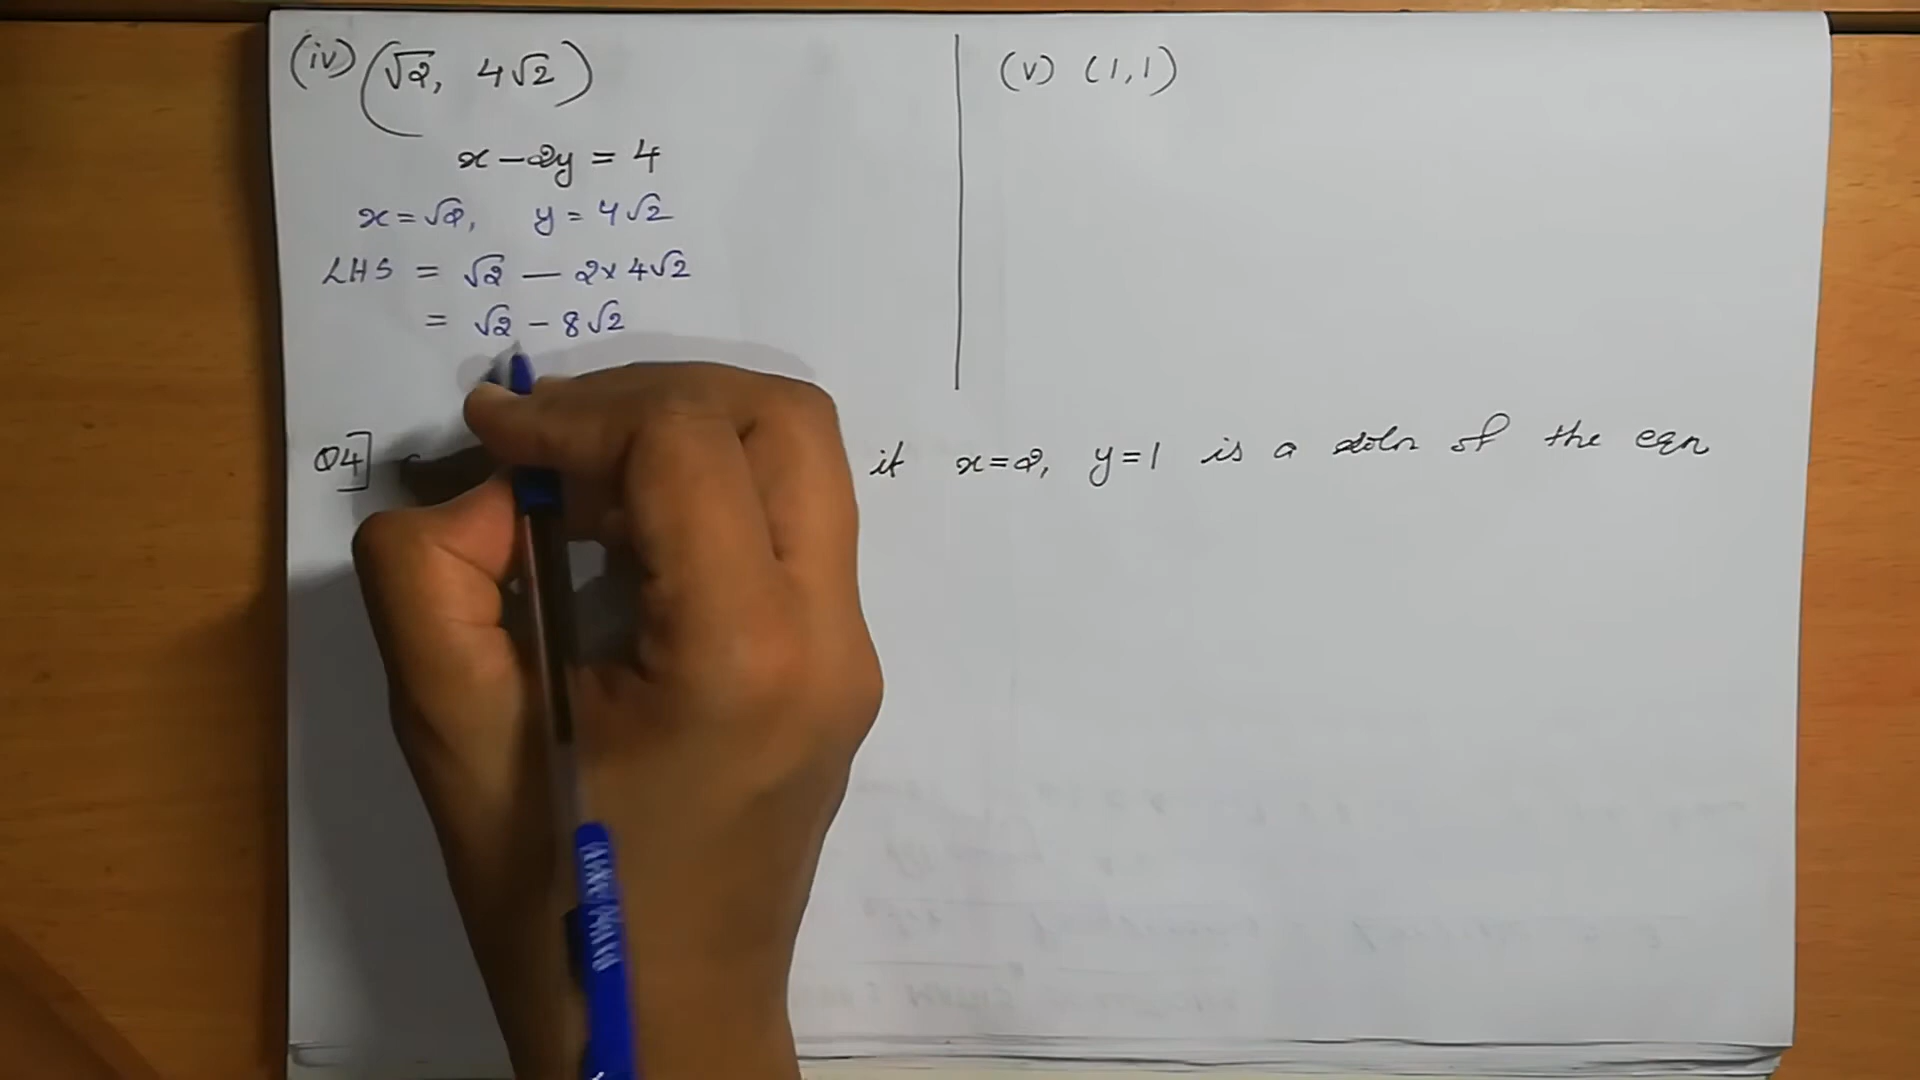 (iv) (√2, 4√2)
x - 2y = 4
x = √2, y = 4√2
LHS = √2 - 2 × 4√2
= √2 - 8√2
(v) (1,1)
Q4] if x=2, y=1 is a soln of the eqn